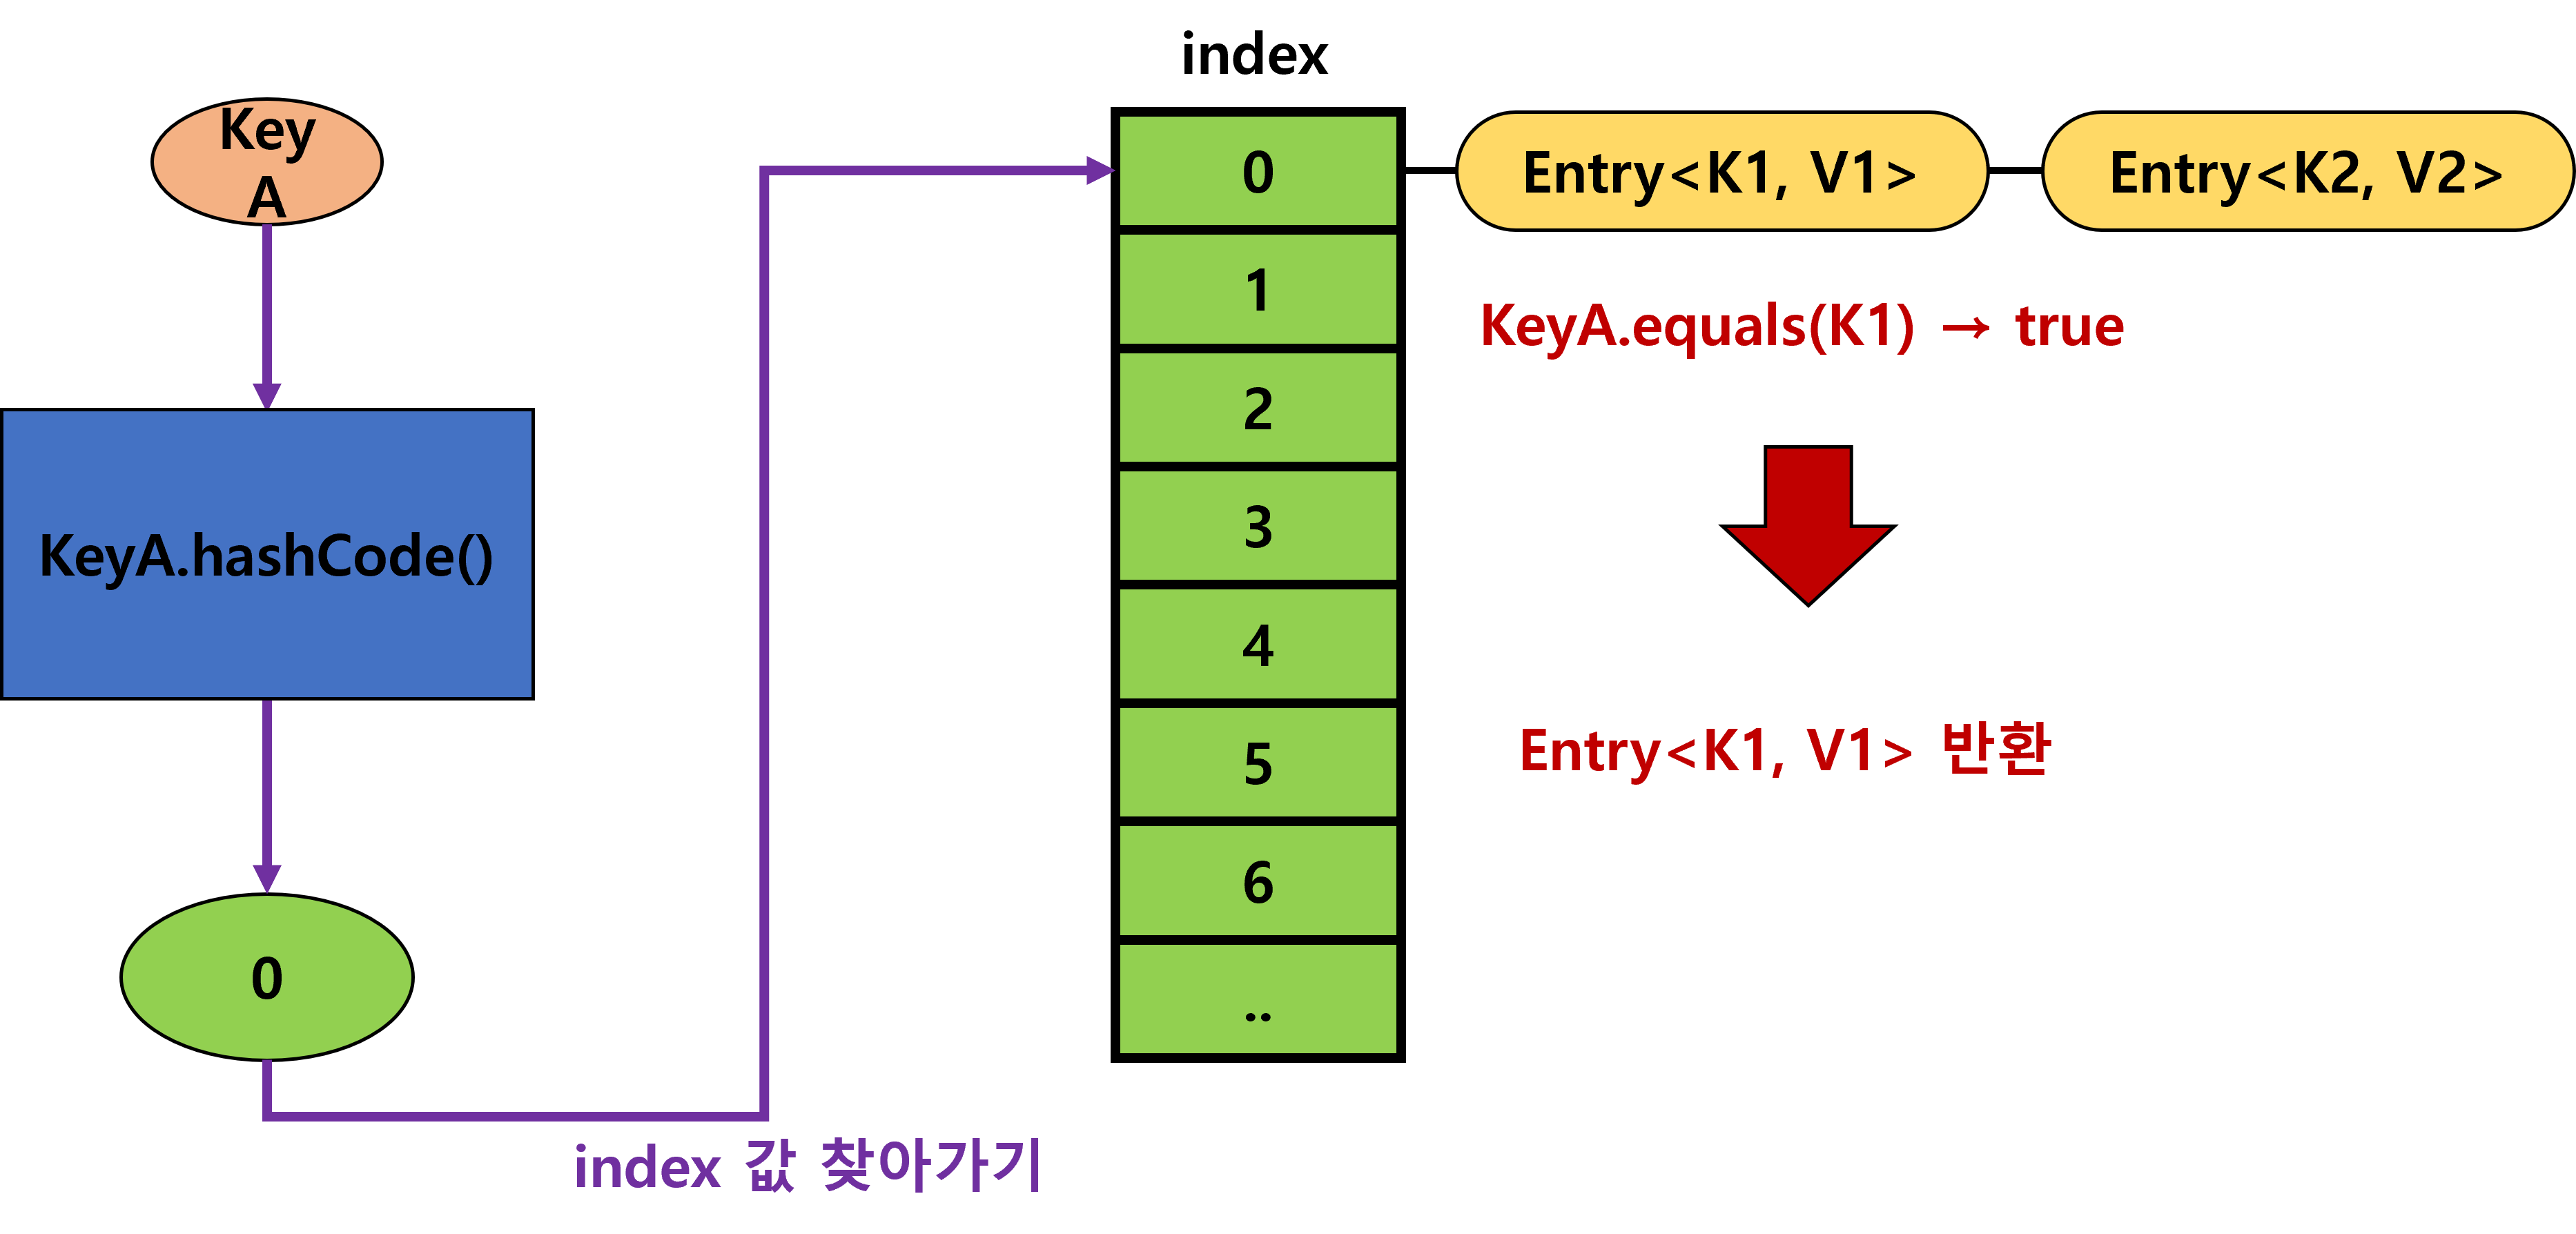 Key
A
KeyA.hashCode()
0
index 값 찾아가기
index
0
1
2
3
4
5
6
..
Entry<K1, V1>
Entry<K2, V2>
KeyA.equals(K1) → true
Entry<K1, V1> 반환